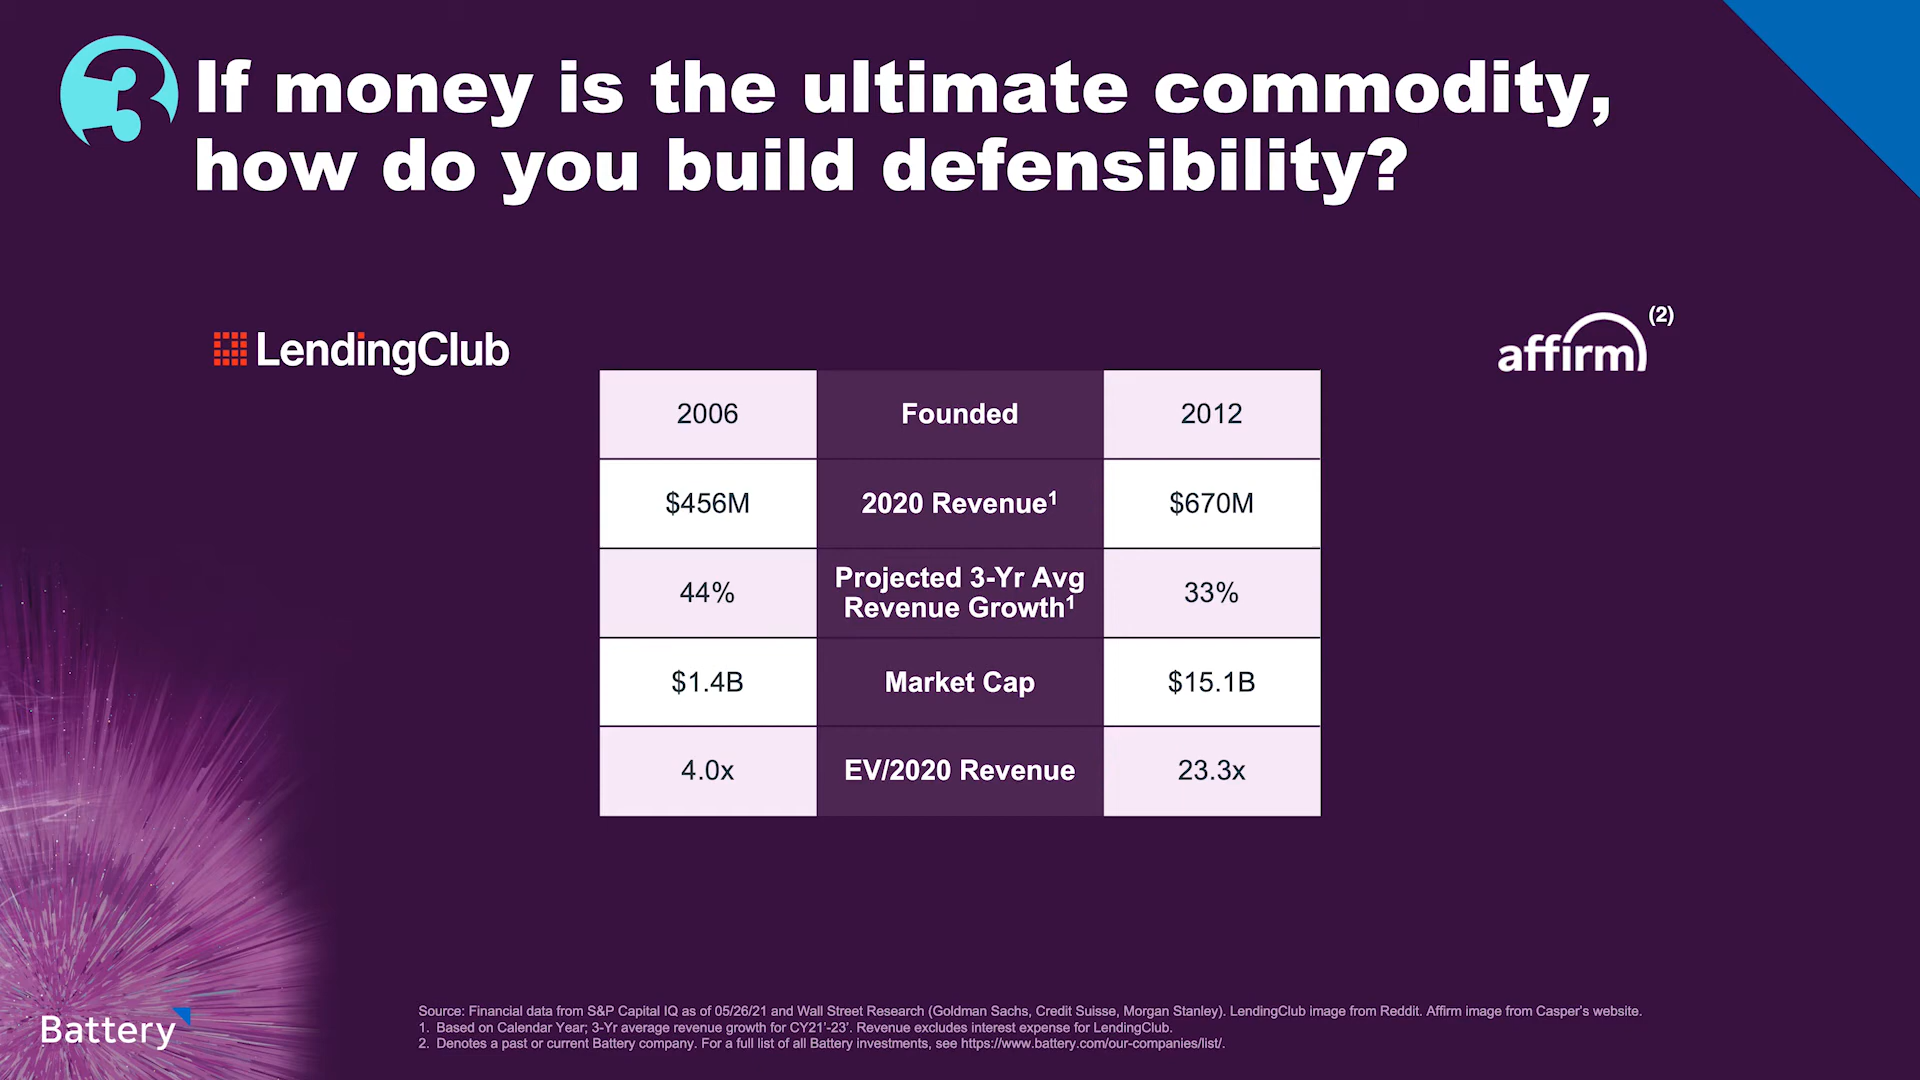 3
If money is the ultimate commodity,
how do you build defensibility?
LendingClub
affirm (2)
2006 Founded 2012
$456M 2020 Revenue1 $670M
44% Projected 3-Yr Avg Revenue Growth1 33%
$1.4B Market Cap $15.1B
4.0x EV/2020 Revenue 23.3x
Source: Financial data from S&P Capital IQ as of 05/26/21 and Wall Street Research (Goldman Sachs, Credit Suisse, Morgan Stanley). LendingClub image from Reddit. Affirm image from Casper's website.
1. Based on Calendar Year; 3-Yr average revenue growth for CY21'-23'. Revenue excludes interest expense for LendingClub.
2. Denotes a past or current Battery company. For a full list of all Battery investments, see https://www.battery.com/our-companies/list/.
Battery